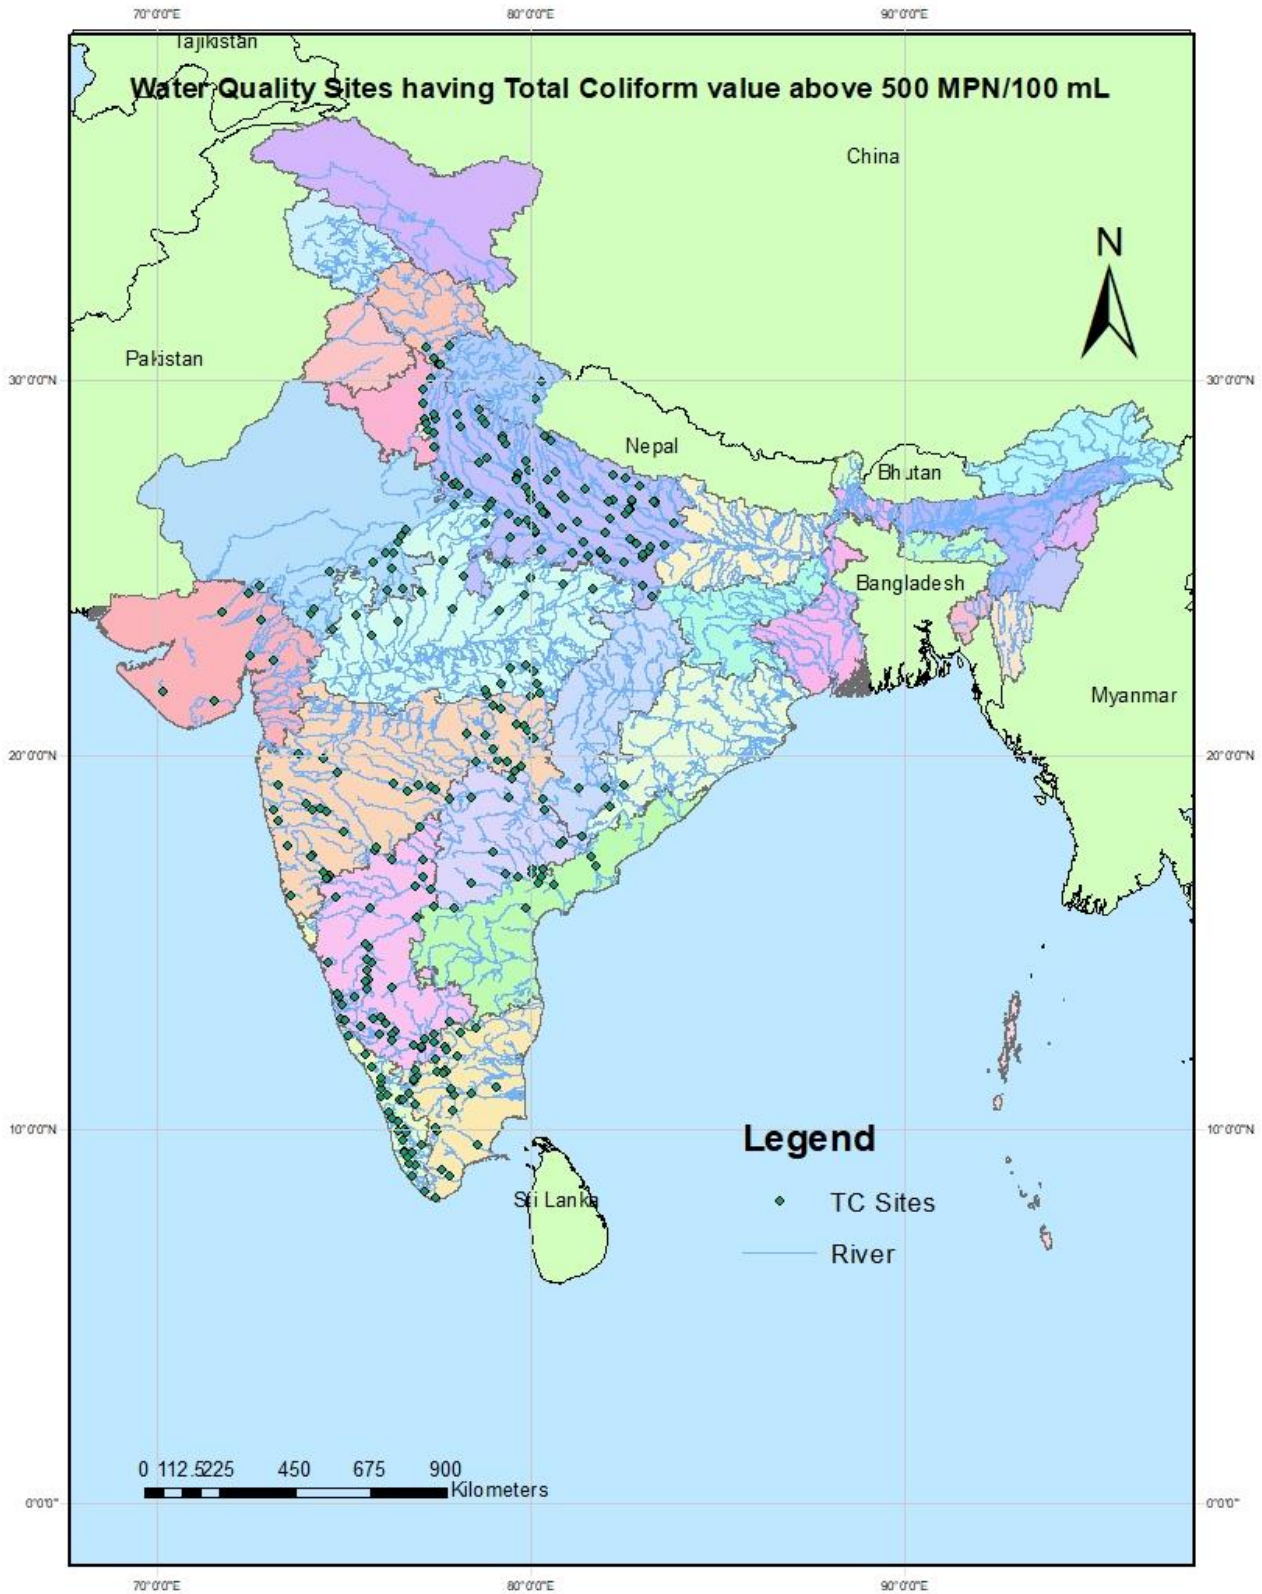 70°0'0"E 80°0'0"E 90°0'0"E
Tajikistan
Water Quality Sites having Total Coliform value above 500 MPN/100 mL
China
N
Pakistan
30°0'0"N 30°0'0"N
Nepal
Bhutan
Bangladesh
Myanmar
20°0'0"N 20°0'0"N
10°0'0"N 10°0'0"N
Legend
Sri Lanka
TC Sites
River
0 112.5225 450 675 900
Kilometers
0°0'0" 0°0'0"
70°0'0"E 80°0'0"E 90°0'0"E